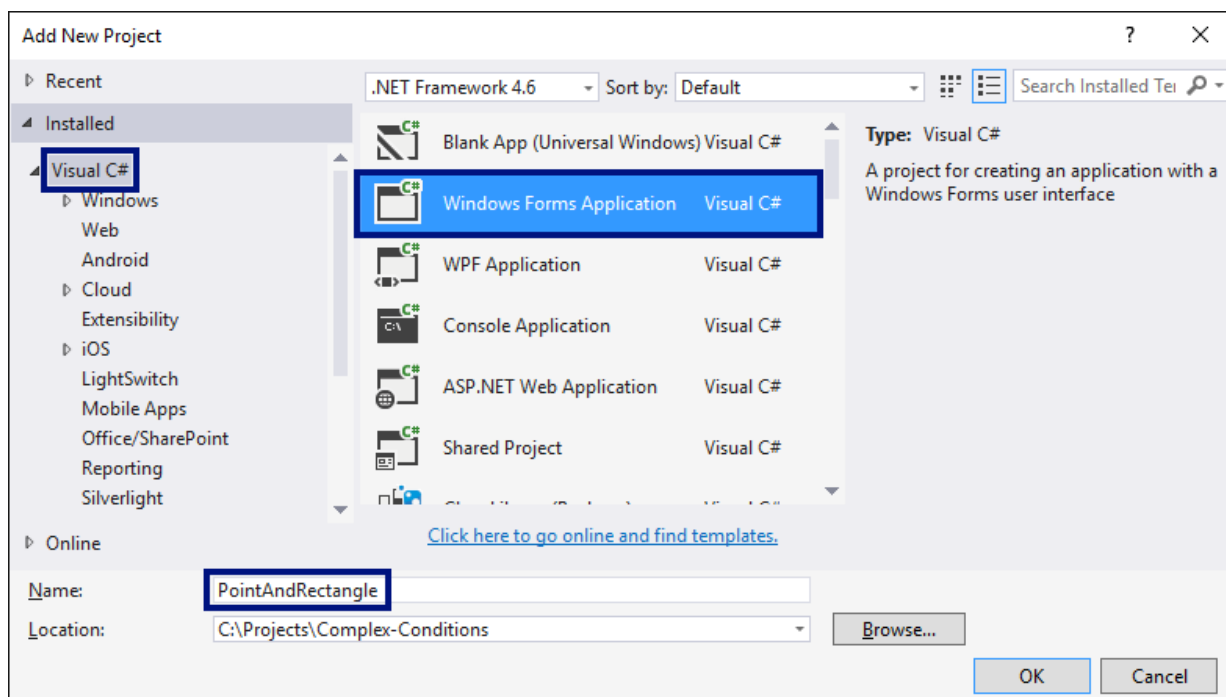 Add New Project
?
Recent
.NET Framework 4.6
Sort by:
Default
Search Installed Te
Installed
Visual C#
Windows
Web
Android
Cloud
Extensibility
iOS
LightSwitch
Mobile Apps
Office/SharePoint
Reporting
Silverlight
Online
C# Blank App (Universal Windows) Visual C#
C# Windows Forms Application Visual C#
C# WPF Application Visual C#
C# Console Application Visual C#
C# ASP.NET Web Application Visual C#
C# Shared Project Visual C#
Type: Visual C#
A project for creating an application with a
Windows Forms user interface
Click here to go online and find templates.
Name:
PointAndRectangle
Location:
C:\Projects\Complex-Conditions
Browse...
OK
Cancel